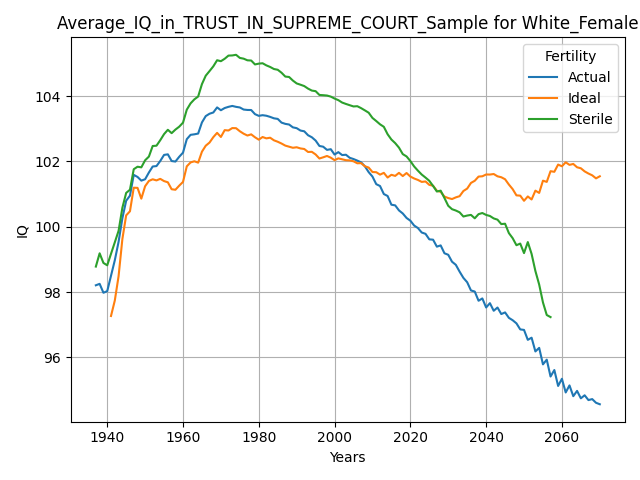 Average_IQ_in_TRUST_IN_SUPREME_COURT_Sample for White_Female
Fertility
Actual
Ideal
Sterile
104
102
100
98
96
IQ
1940
1960
1980
2000
2020
2040
2060
Years